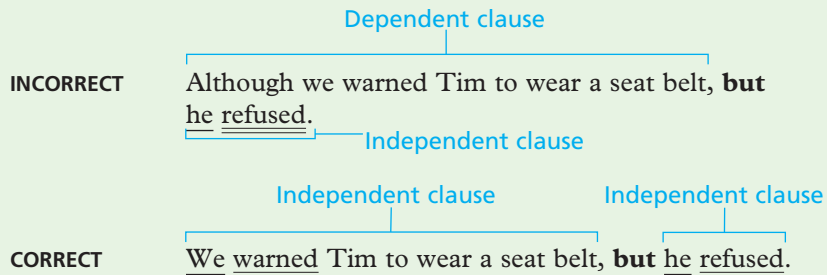 Dependent clause
INCORRECT Although we warned Tim to wear a seat belt, but
he refused.
Independent clause
Independent clause Independent clause
CORRECT We warned Tim to wear a seat belt, but he refused.